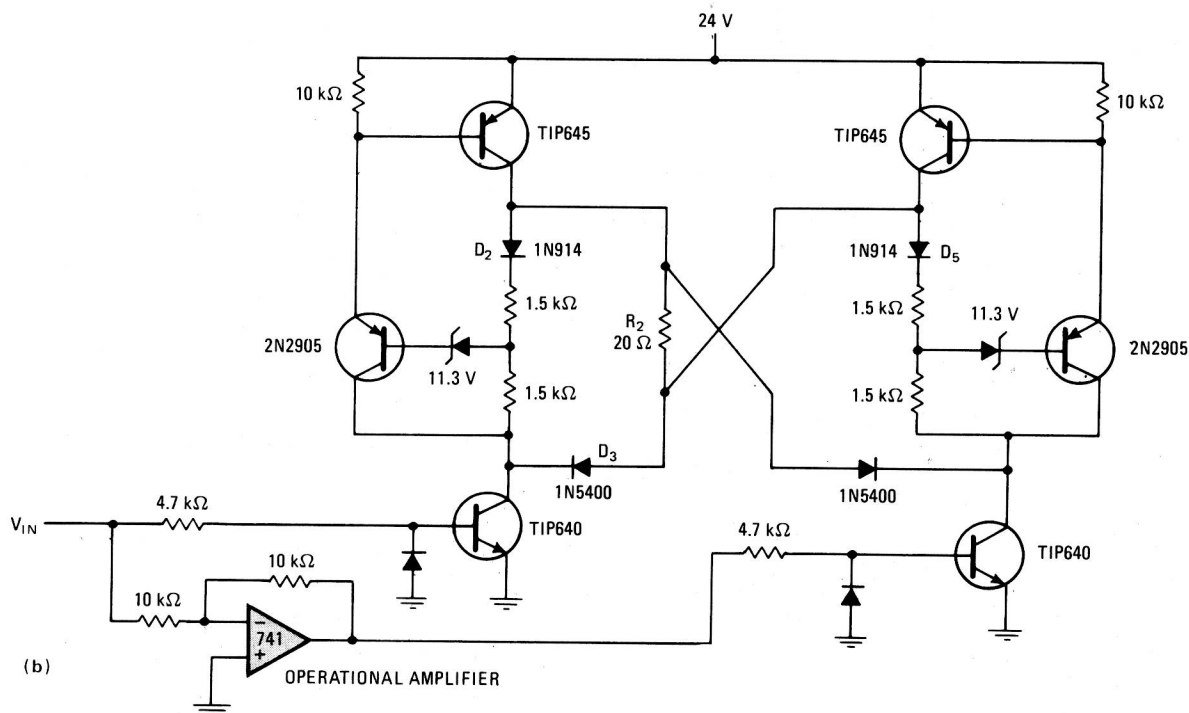 24 V
10 kΩ
TIP645
TIP645
10 kΩ
D2 1N914
1N914 D5
1.5 kΩ
1.5 kΩ
R2
20 Ω
11.3 V
2N2905
11.3 V
2N2905
1.5 kΩ
1.5 kΩ
D3
1N5400
1N5400
VIN
4.7 kΩ
TIP640
4.7 kΩ
TIP640
10 kΩ
10 kΩ
−
741
+
(b)
OPERATIONAL AMPLIFIER